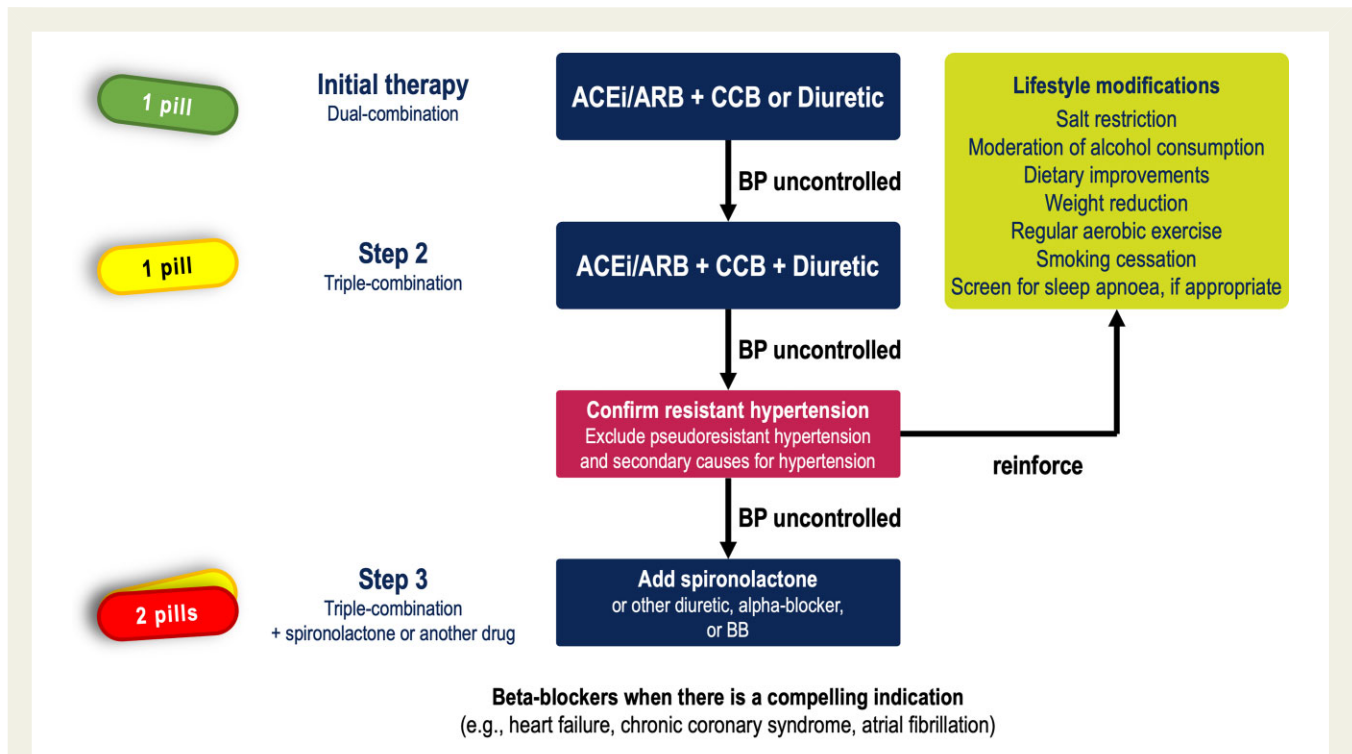 1 pill
Initial therapy
Dual-combination
ACEi/ARB + CCB or Diuretic
BP uncontrolled
1 pill
Step 2
Triple-combination
ACEi/ARB + CCB + Diuretic
BP uncontrolled
Confirm resistant hypertension
Exclude pseudoresistant hypertension
and secondary causes for hypertension
reinforce
BP uncontrolled
2 pills
Step 3
Triple-combination
+ spironolactone or another drug
Add spironolactone
or other diuretic, alpha-blocker,
or BB
Lifestyle modifications
Salt restriction
Moderation of alcohol consumption
Dietary improvements
Weight reduction
Regular aerobic exercise
Smoking cessation
Screen for sleep apnoea, if appropriate
Beta-blockers when there is a compelling indication
(e.g., heart failure, chronic coronary syndrome, atrial fibrillation)